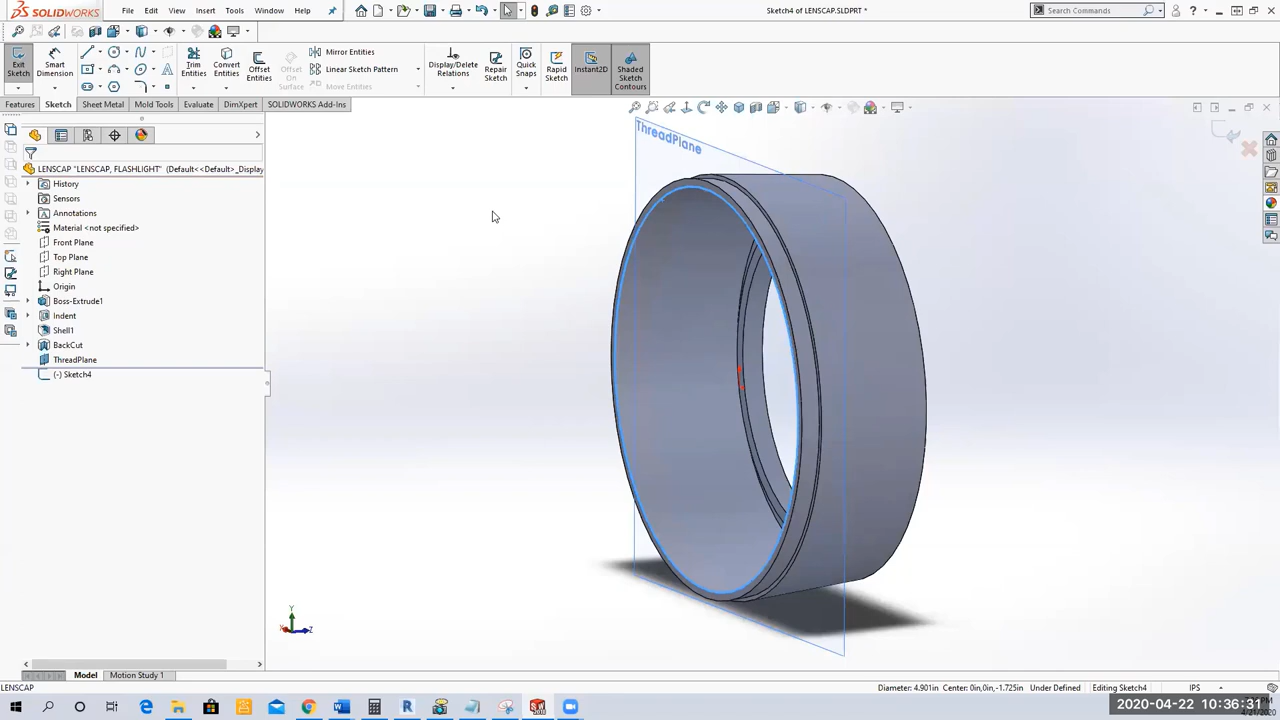 SOLIDWORKS File Edit View Insert Tools Window Help Sketch4 of LENSCAP.SLDPRT * Search Commands
Exit Sketch Smart Dimension Trim Entities Convert Entities Offset Entities Offset On Surface Mirror Entities Linear Sketch Pattern Move Entities Display/Delete Relations Repair Sketch Quick Snaps Rapid Sketch Instant2D Shaded Sketch Contours
Features Sketch Sheet Metal Mold Tools Evaluate DimXpert SOLIDWORKS Add-Ins
ThreadPlane
LENSCAP "LENSCAP, FLASHLIGHT" (Default<<Default>_Display
History
Sensors
Annotations
Material <not specified>
Front Plane
Top Plane
Right Plane
Origin
Boss-Extrude1
Indent
Shell1
BackCut
ThreadPlane
(-) Sketch4
Y
X Z
Model Motion Study 1
LENSCAP Diameter: 4.901in Center: 0in,0in,-1.725in Under Defined Editing Sketch4 IPS
2020-04-22 10:36:31